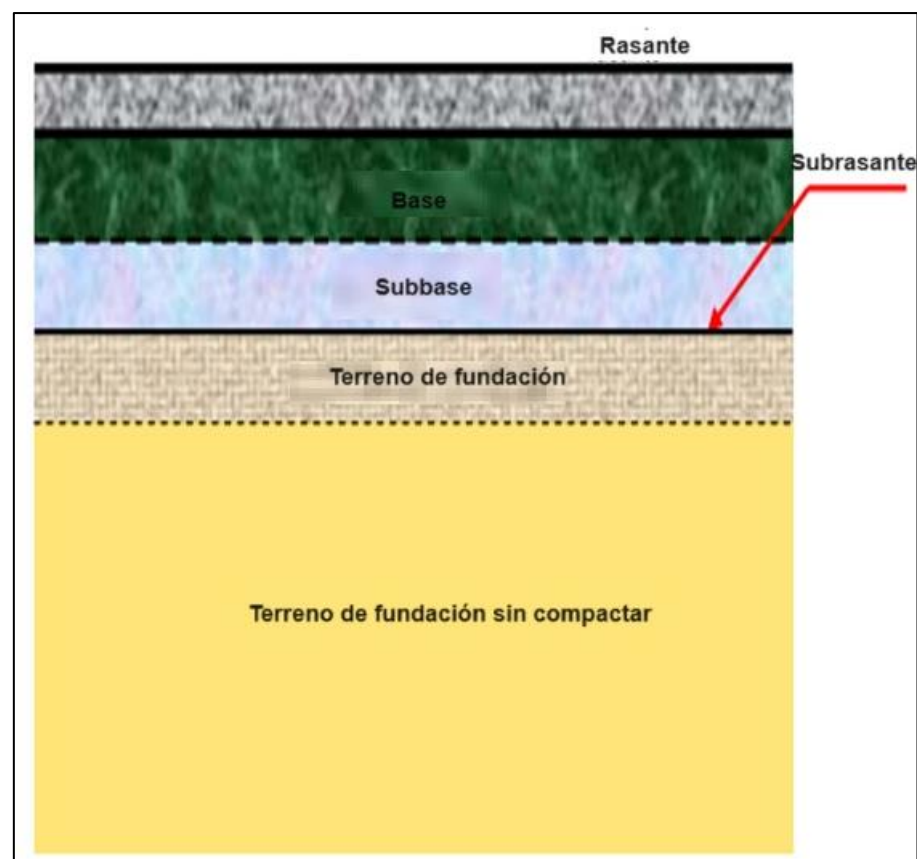 Rasante
Subrasante
Base
Subbase
Terreno de fundación
Terreno de fundación sin compactar